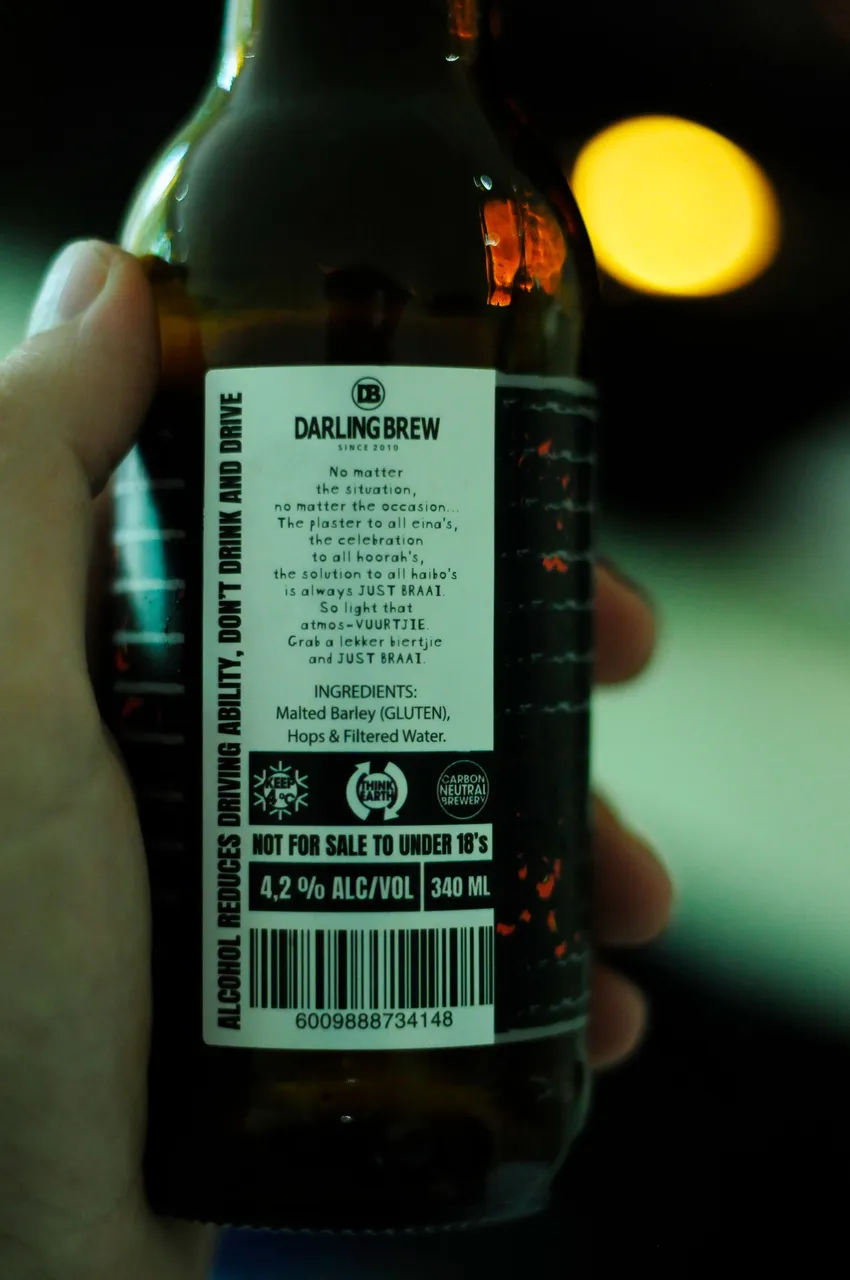 ALCOHOL REDUCES DRIVING ABILITY, DON'T DRINK AND DRIVE
DB
DARLING BREW
SINCE 2010
No matter
the situation,
no matter the occasion...
The plaster to all eina's,
the celebration
to all hoorah's,
the solution to all haibo's
is always JUST BRAAI.
So light that
atmos-VUURTJIE.
Grab a lekker biertjie
and JUST BRAAI.
INGREDIENTS:
Malted Barley (GLUTEN),
Hops & Filtered Water.
KEEP
4°C
THINK
EARTH
CARBON
NEUTRAL
BREWERY
NOT FOR SALE TO UNDER 18's
4,2 % ALC/VOL
340 ML
6009888734148